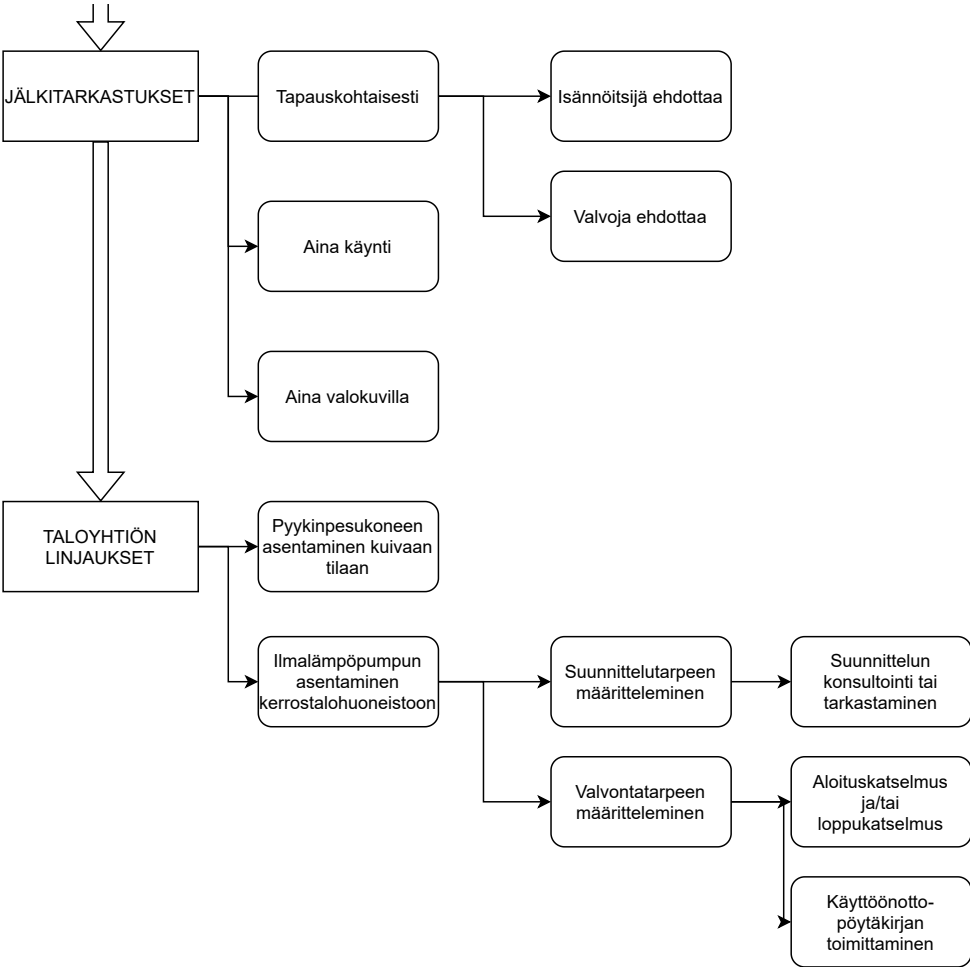 JÄLKITARKASTUKSET
Tapauskohtaisesti
Isännöitsijä ehdottaa
Valvoja ehdottaa
Aina käynti
Aina valokuvilla
TALOYHTIÖN
LINJAUKSET
Pyykinpesukoneen
asentaminen kuivaan
tilaan
Ilmalämpöpumpun
asentaminen
kerrostalohuoneistoon
Suunnittelutarpeen
määritteleminen
Suunnittelun
konsultointi tai
tarkastaminen
Valvontatarpeen
määritteleminen
Aloituskatselmus
ja/tai
loppukatselmus
Käyttöönotto-
pöytäkirjan
toimittaminen